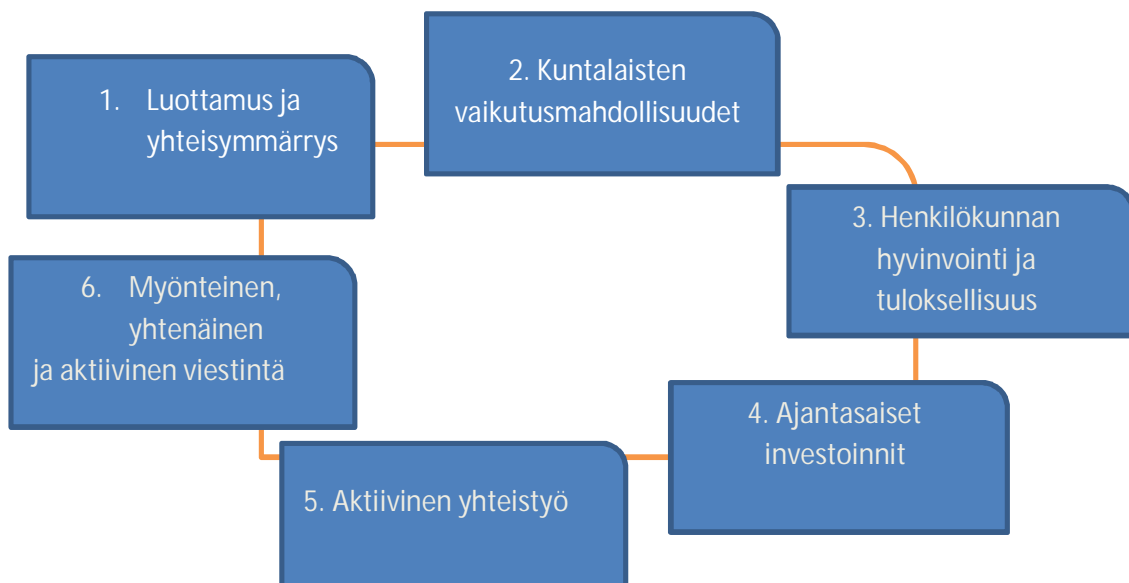 1. Luottamus ja
yhteisymmärrys
2. Kuntalaisten
vaikutusmahdollisuudet
3. Henkilökunnan
hyvinvointi ja
tuloksellisuus
4. Ajantasaiset
investoinnit
5. Aktiivinen yhteistyö
6. Myönteinen,
yhtenäinen
ja aktiivinen viestintä